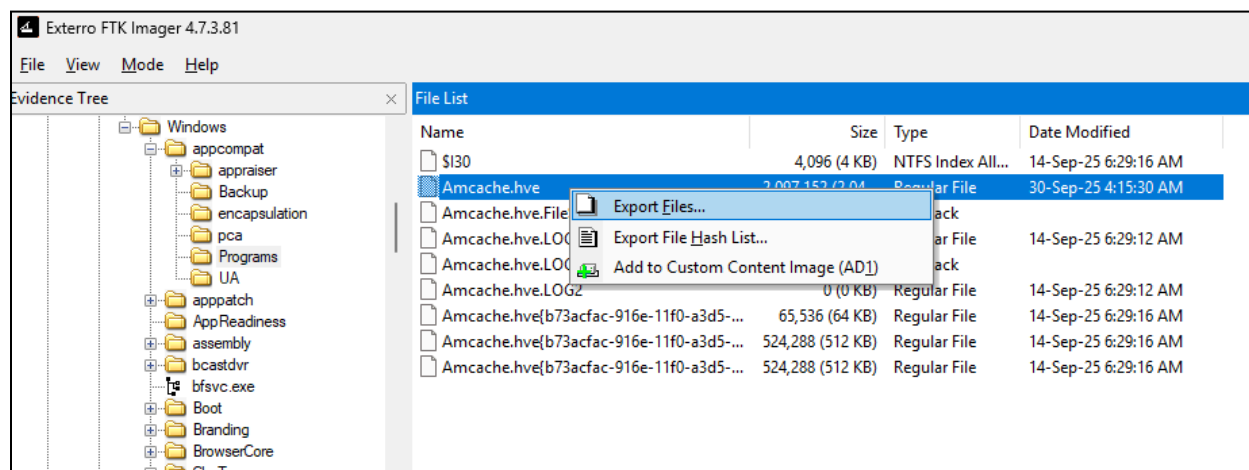 Exterro FTK Imager 4.7.3.81
File View Mode Help
Evidence Tree
Windows
appcompat
appraiser
Backup
encapsulation
pca
Programs
UA
apppatch
AppReadiness
assembly
bcastdvr
bfsvc.exe
Boot
Branding
BrowserCore
File List
Name Size Type Date Modified
$I30 4,096 (4 KB) NTFS Index All... 14-Sep-25 6:29:16 AM
Amcache.hve 2,097,152 (2,04... Regular File 30-Sep-25 4:15:30 AM
Amcache.hve.File ack
Amcache.hve.LOG ar File 14-Sep-25 6:29:12 AM
Amcache.hve.LOG ack
Amcache.hve.LOG2 0 (0 KB) Regular File 14-Sep-25 6:29:12 AM
Amcache.hve{b73acfac-916e-11f0-a3d5-... 65,536 (64 KB) Regular File 14-Sep-25 6:29:16 AM
Amcache.hve{b73acfac-916e-11f0-a3d5-... 524,288 (512 KB) Regular File 14-Sep-25 6:29:16 AM
Amcache.hve{b73acfac-916e-11f0-a3d5-... 524,288 (512 KB) Regular File 14-Sep-25 6:29:16 AM
Export Files...
Export File Hash List...
Add to Custom Content Image (AD1)